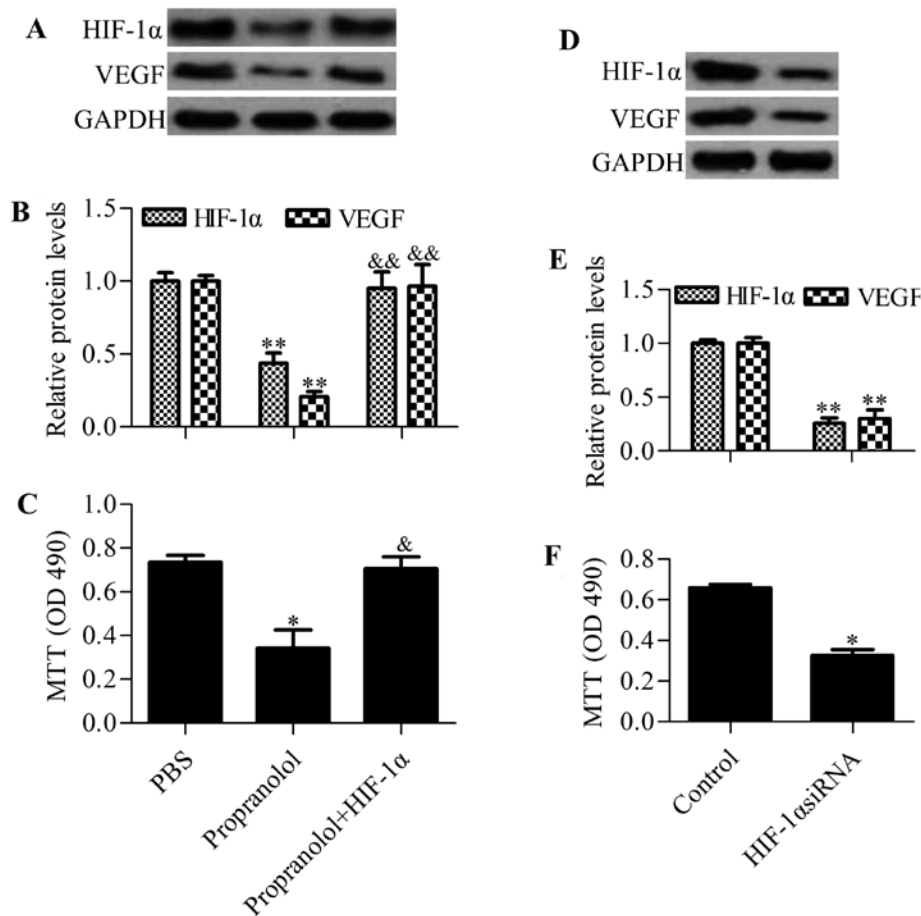 A
HIF-1α
VEGF
GAPDH
B
Relative protein levels
1.5
1.0
0.5
0.0
HIF-1α VEGF
**
**
&& &&
C
MTT (OD 490)
1.0
0.8
0.6
0.4
0.2
0.0
*
&
PBS
Propranolol
Propranolol+HIF-1α
D
HIF-1α
VEGF
GAPDH
E
Relative protein levels
1.5
1.0
0.5
0.0
HIF-1α VEGF
** **
F
MTT (OD 490)
0.8
0.6
0.4
0.2
0.0
*
Control
HIF-1αsiRNA